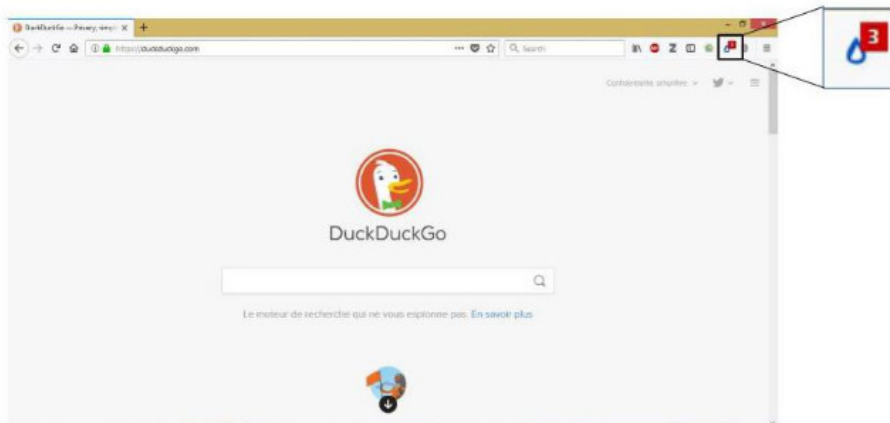 DuckDuckGo — Privacy, simpl
https://duckduckgo.com
Search
3
Confidentialité simplifiée
DuckDuckGo
Le moteur de recherche qui ne vous espionne pas. En savoir plus